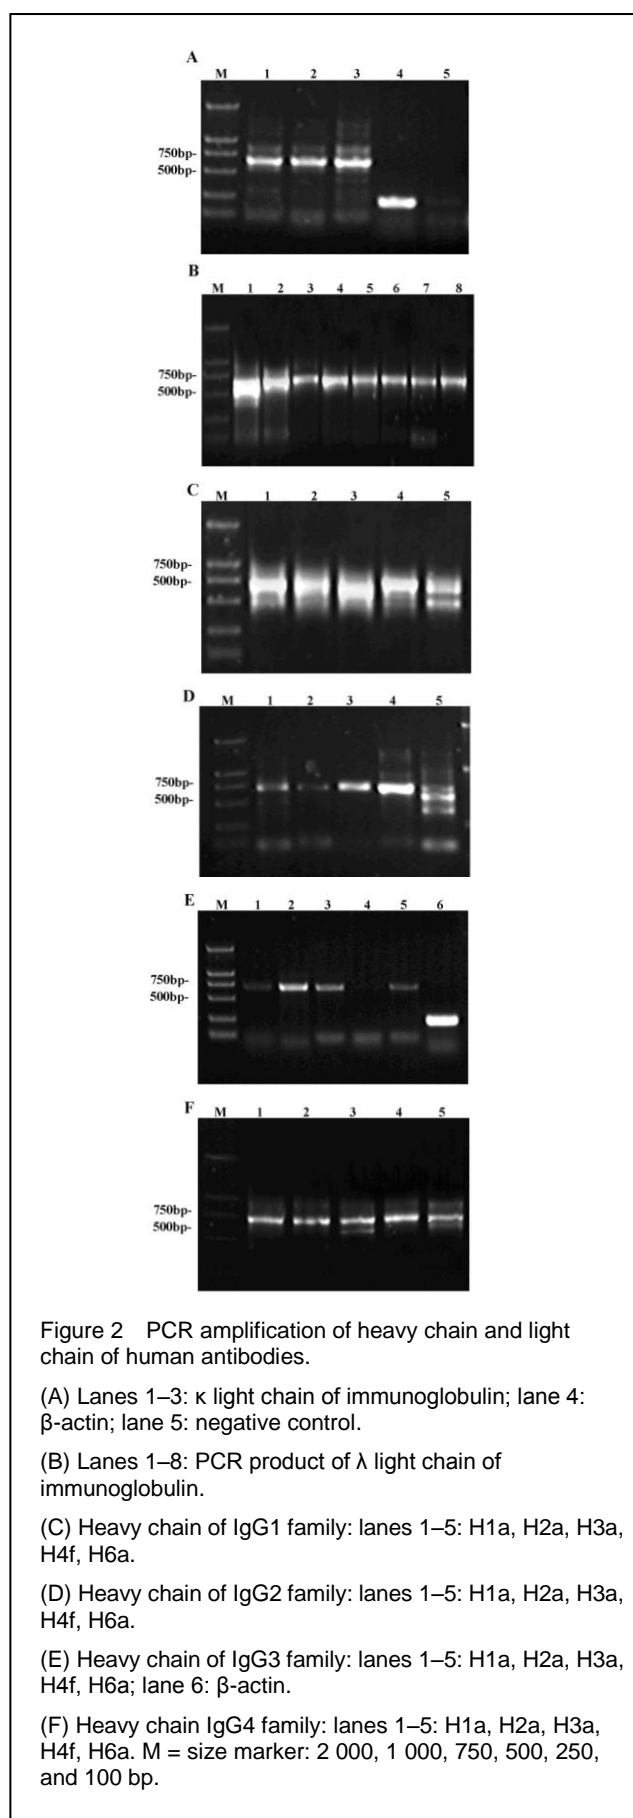 A
M 1 2 3 4 5
750bp-
500bp-
B
M 1 2 3 4 5 6 7 8
750bp-
500bp-
C
M 1 2 3 4 5
750bp-
500bp-
D
M 1 2 3 4 5
750bp-
500bp-
E
M 1 2 3 4 5 6
750bp-
500bp-
F
M 1 2 3 4 5
750bp-
500bp-
Figure 2 PCR amplification of heavy chain and light
chain of human antibodies.
(A) Lanes 1–3: κ light chain of immunoglobulin; lane 4:
β-actin; lane 5: negative control.
(B) Lanes 1–8: PCR product of λ light chain of
immunoglobulin.
(C) Heavy chain of IgG1 family: lanes 1–5: H1a, H2a, H3a,
H4f, H6a.
(D) Heavy chain of IgG2 family: lanes 1–5: H1a, H2a, H3a,
H4f, H6a.
(E) Heavy chain of IgG3 family: lanes 1–5: H1a, H2a, H3a,
H4f, H6a; lane 6: β-actin.
(F) Heavy chain IgG4 family: lanes 1–5: H1a, H2a, H3a,
H4f, H6a. M = size marker: 2 000, 1 000, 750, 500, 250,
and 100 bp.